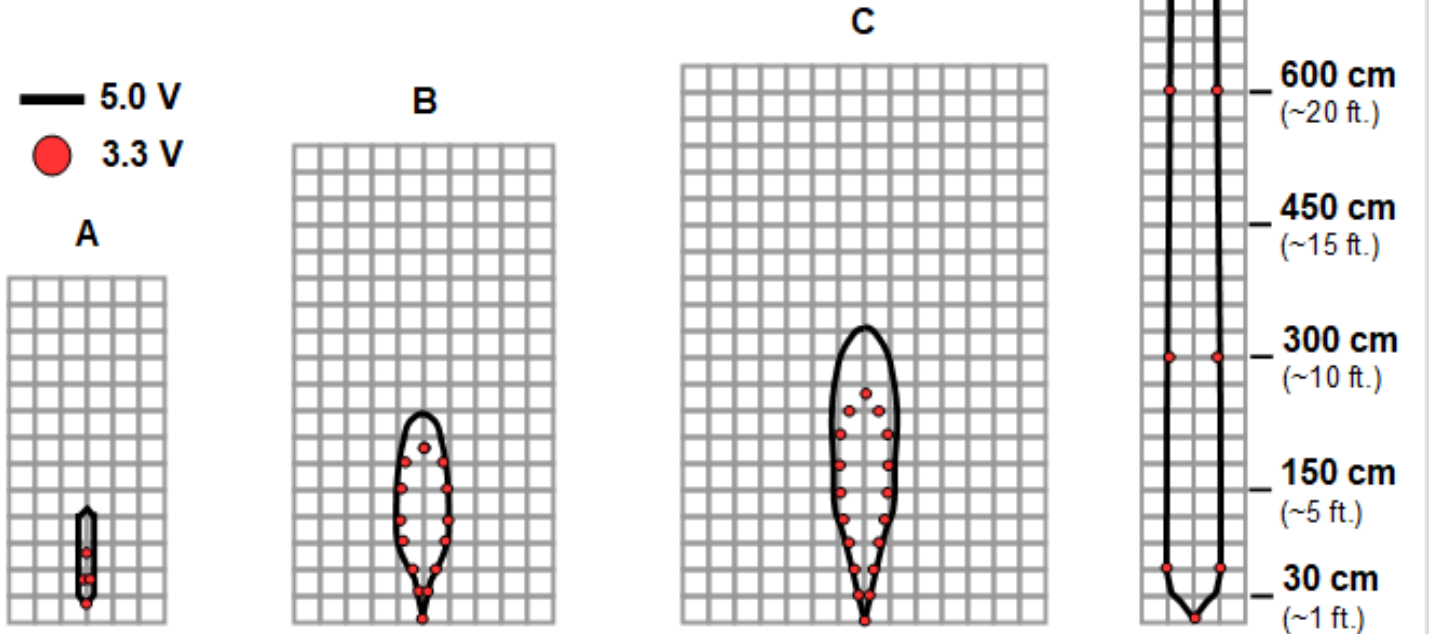 5.0 V
3.3 V
A
B
C
600 cm
(~20 ft.)
450 cm
(~15 ft.)
300 cm
(~10 ft.)
150 cm
(~5 ft.)
30 cm
(~1 ft.)